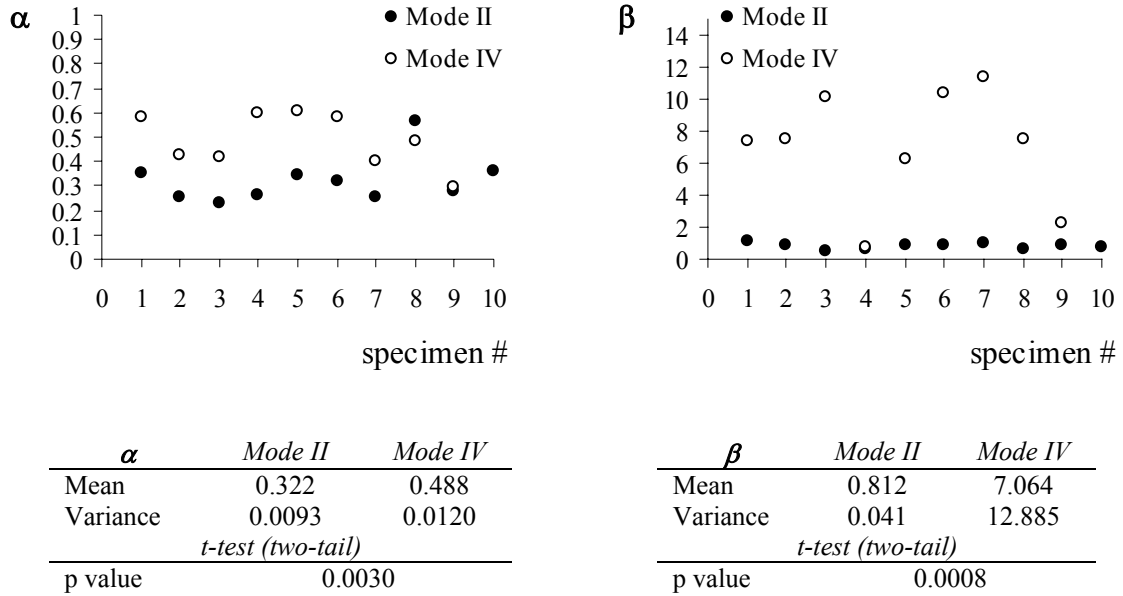 α
1
0.9
0.8
0.7
0.6
0.5
0.4
0.3
0.2
0.1
0
Mode II
Mode IV
0 1 2 3 4 5 6 7 8 9 10
specimen #
β
14
12
10
8
6
4
2
0
Mode II
Mode IV
0 1 2 3 4 5 6 7 8 9 10
specimen #
α Mode II Mode IV
Mean 0.322 0.488
Variance 0.0093 0.0120
t-test (two-tail)
p value 0.0030
β Mode II Mode IV
Mean 0.812 7.064
Variance 0.041 12.885
t-test (two-tail)
p value 0.0008